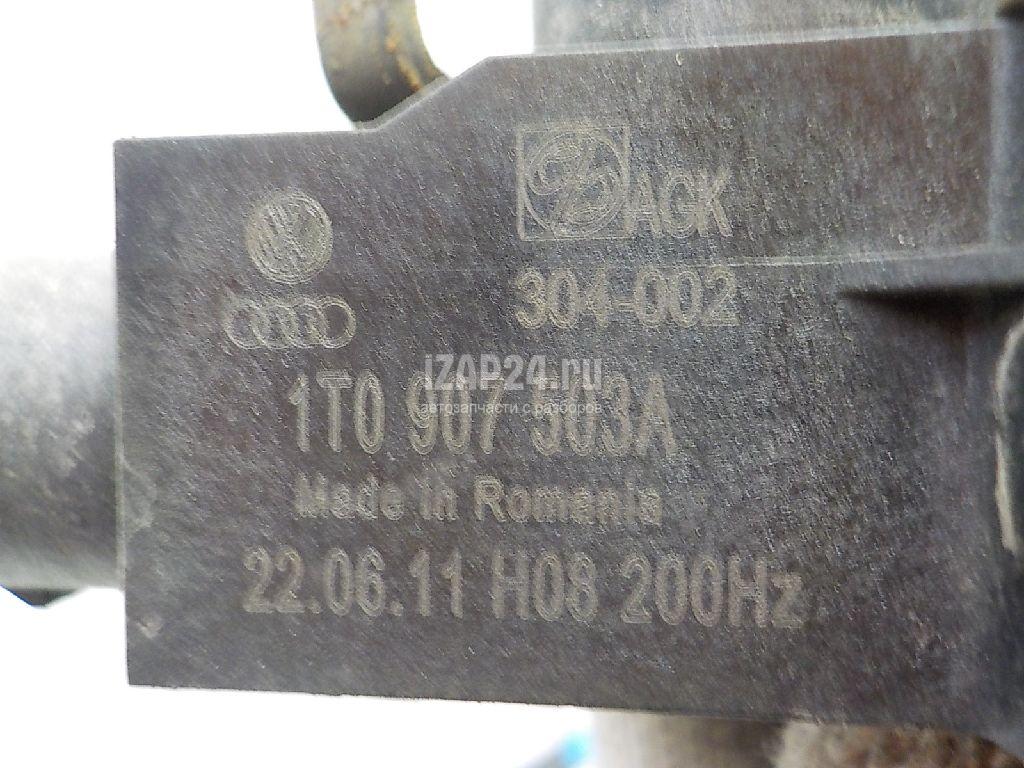 AGK
304-002
iZAP24.ru
автозапчасти с разборов
1T0 907 503A
Made in Romania
22.06.11 H08 200Hz